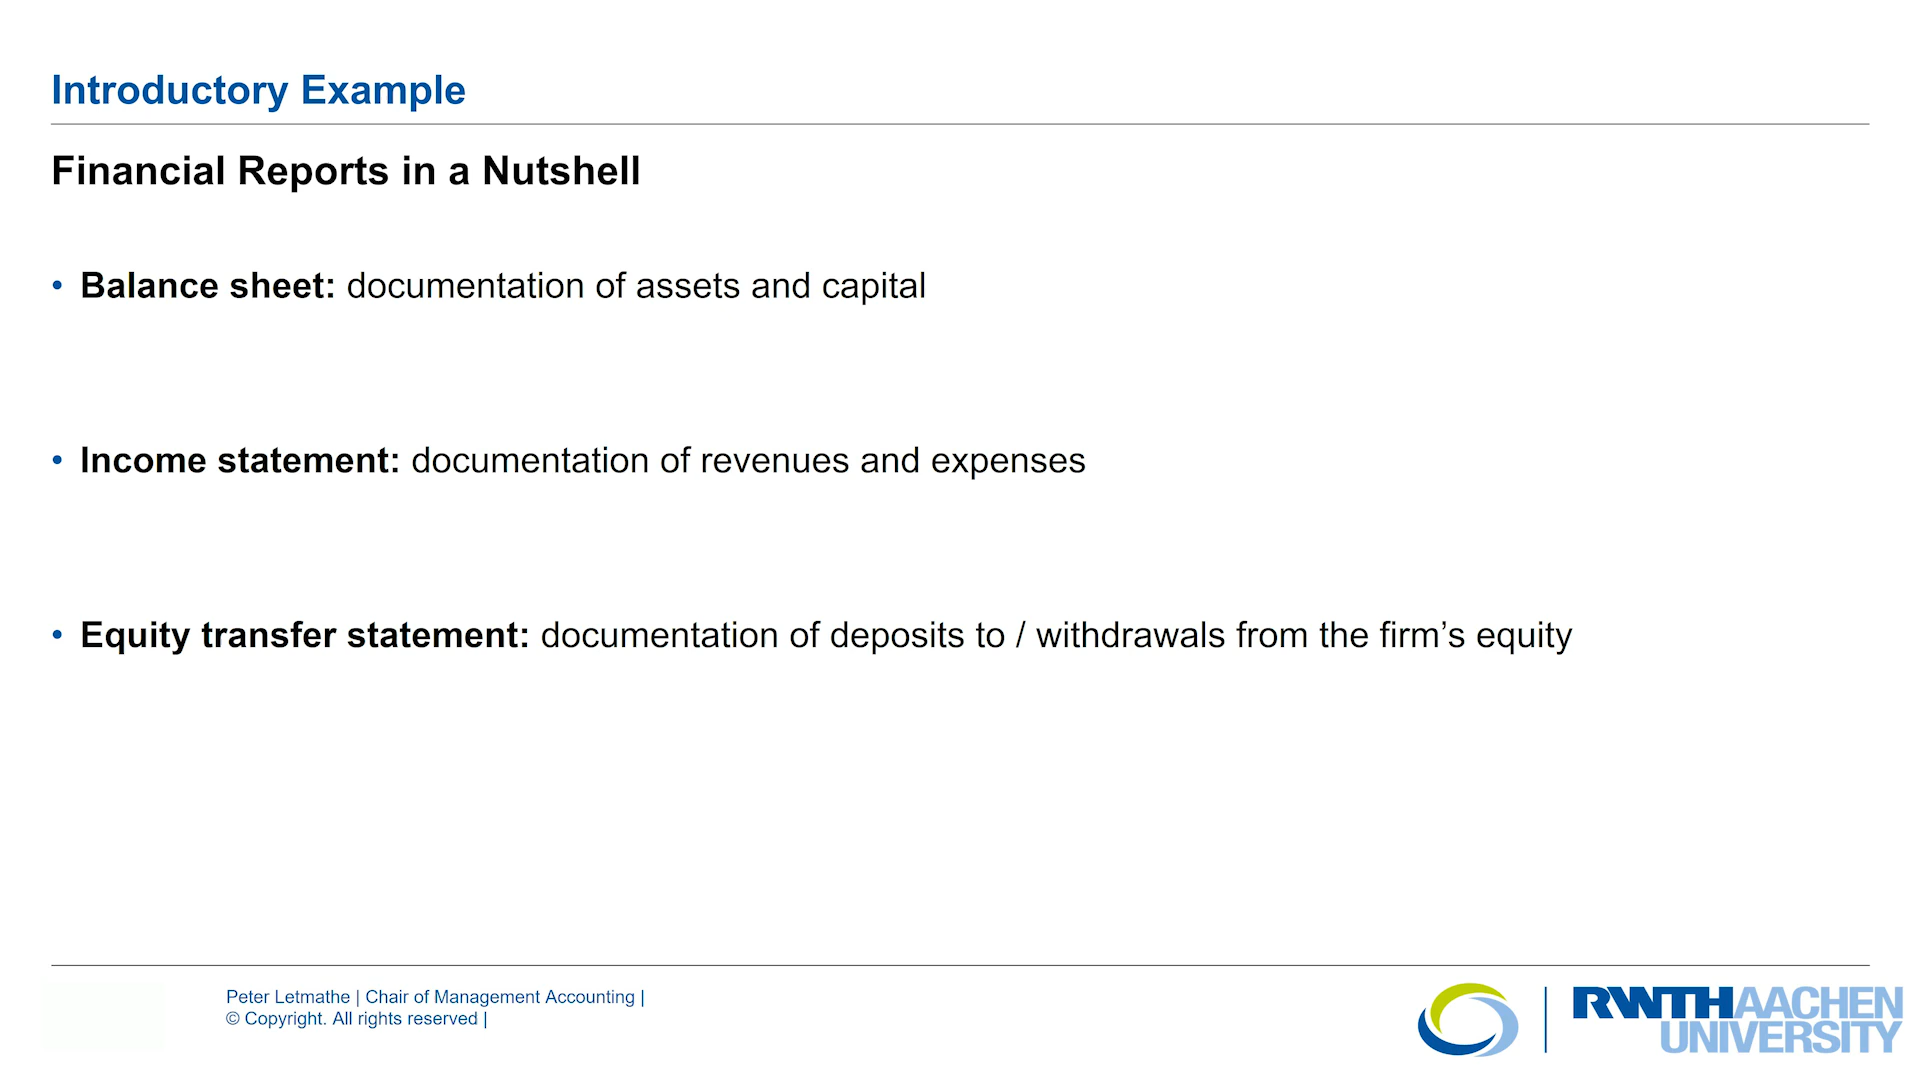 Introductory Example
Financial Reports in a Nutshell
• Balance sheet: documentation of assets and capital
• Income statement: documentation of revenues and expenses
• Equity transfer statement: documentation of deposits to / withdrawals from the firm’s equity
Peter Letmathe | Chair of Management Accounting |
© Copyright. All rights reserved |
RWTH AACHEN
UNIVERSITY